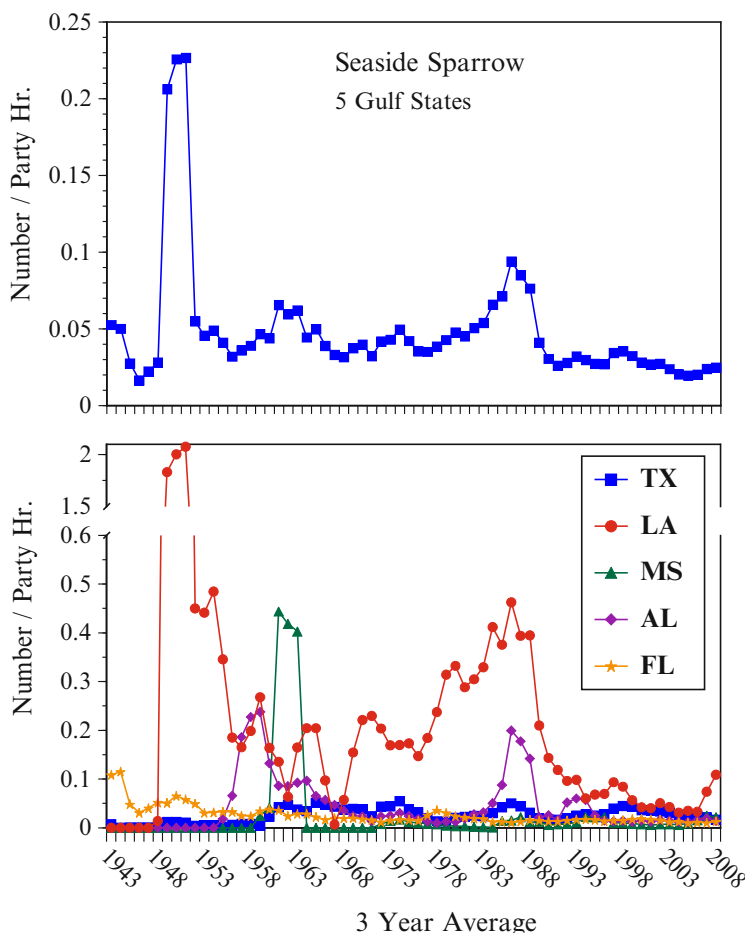 0.25
Seaside Sparrow
5 Gulf States
0.2
0.15
0.1
0.05
0
Number / Party Hr.
2
1.5
0.6
0.5
0.4
0.3
0.2
0.1
0
Number / Party Hr.
TX
LA
MS
AL
FL
1943 1948 1953 1958 1963 1968 1973 1978 1983 1988 1993 1998 2003 2008
3 Year Average